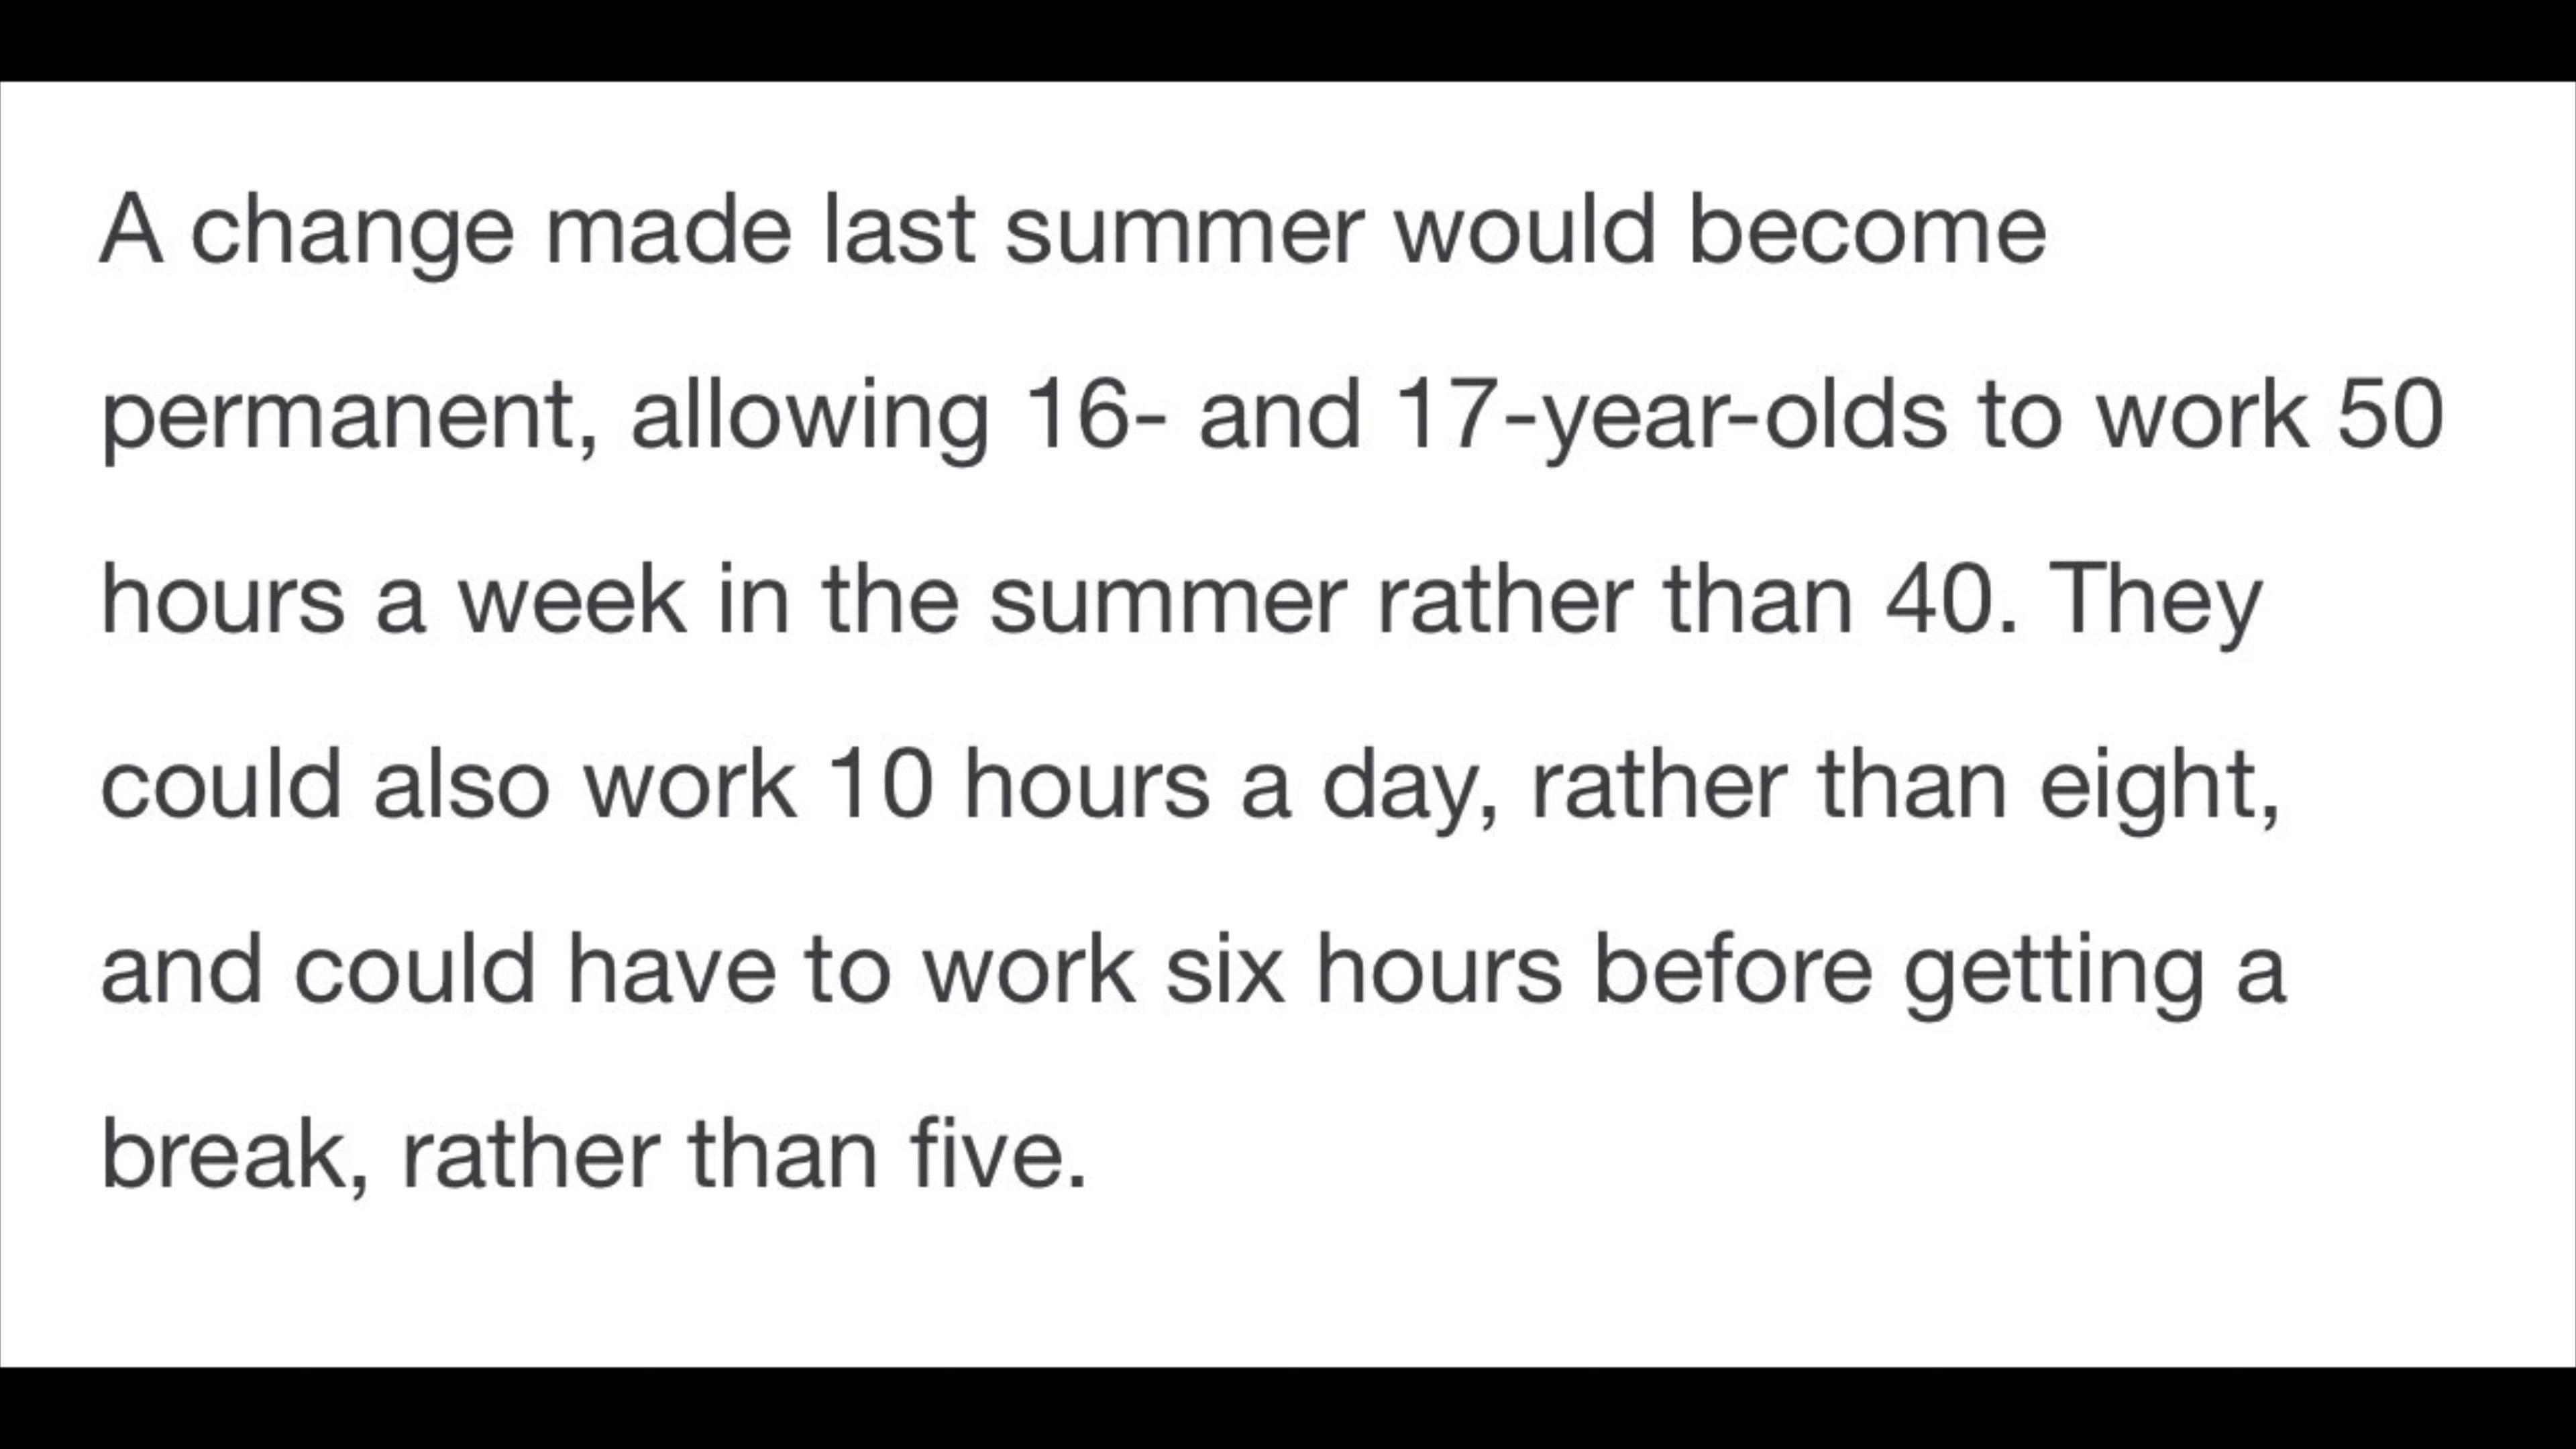 A change made last summer would become
permanent, allowing 16- and 17-year-olds to work 50
hours a week in the summer rather than 40. They
could also work 10 hours a day, rather than eight,
and could have to work six hours before getting a
break, rather than five.